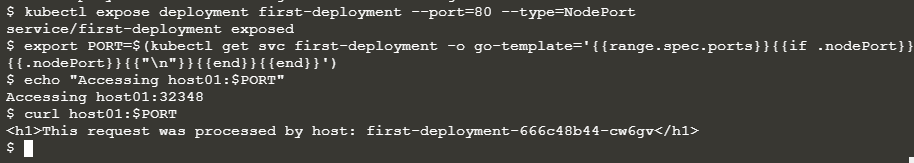 $ kubectl expose deployment first-deployment --port=80 --type=NodePort
service/first-deployment exposed
$ export PORT=$(kubectl get svc first-deployment -o go-template='{{range.spec.ports}}{{if .nodePort}}
{{.nodePort}}{{"\n"}}{{end}}{{end}}')
$ echo "Accessing host01:$PORT"
Accessing host01:32348
$ curl host01:$PORT
<h1>This request was processed by host: first-deployment-666c48b44-cw6gv</h1>
$